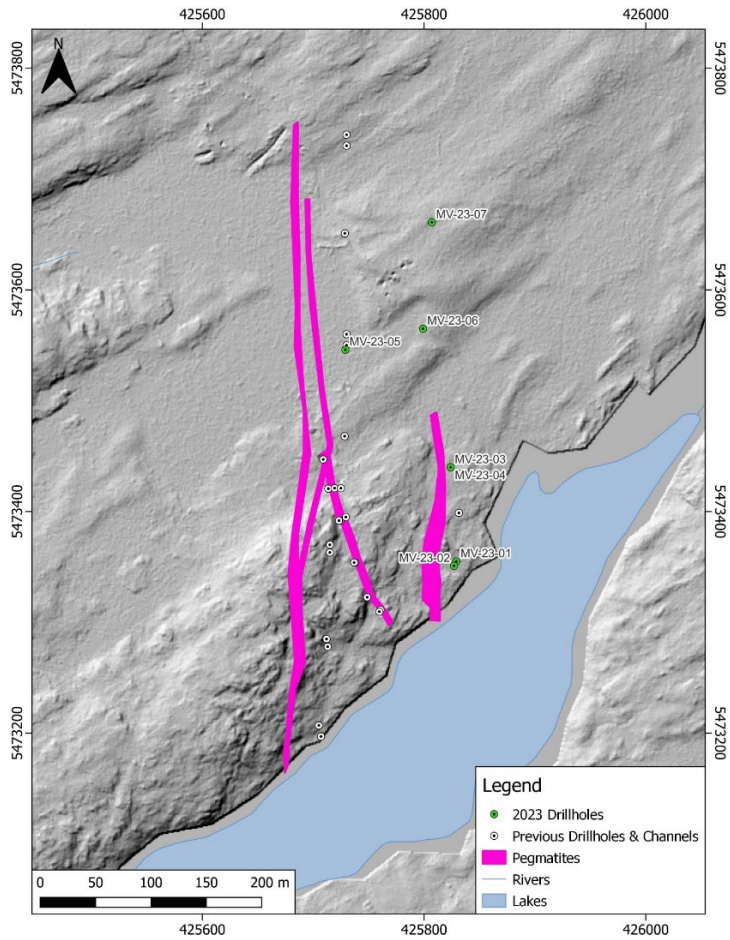 425600 425800 426000
N
5473800 5473800
MV-23-07
5473600 5473600
MV-23-06
MV-23-05
MV-23-03
MV-23-04
5473400 5473400
MV-23-02 MV-23-01
5473200 5473200
Legend
2023 Drillholes
Previous Drillholes & Channels
Pegmatites
Rivers
Lakes
0 50 100 150 200 m
425600 425800 426000